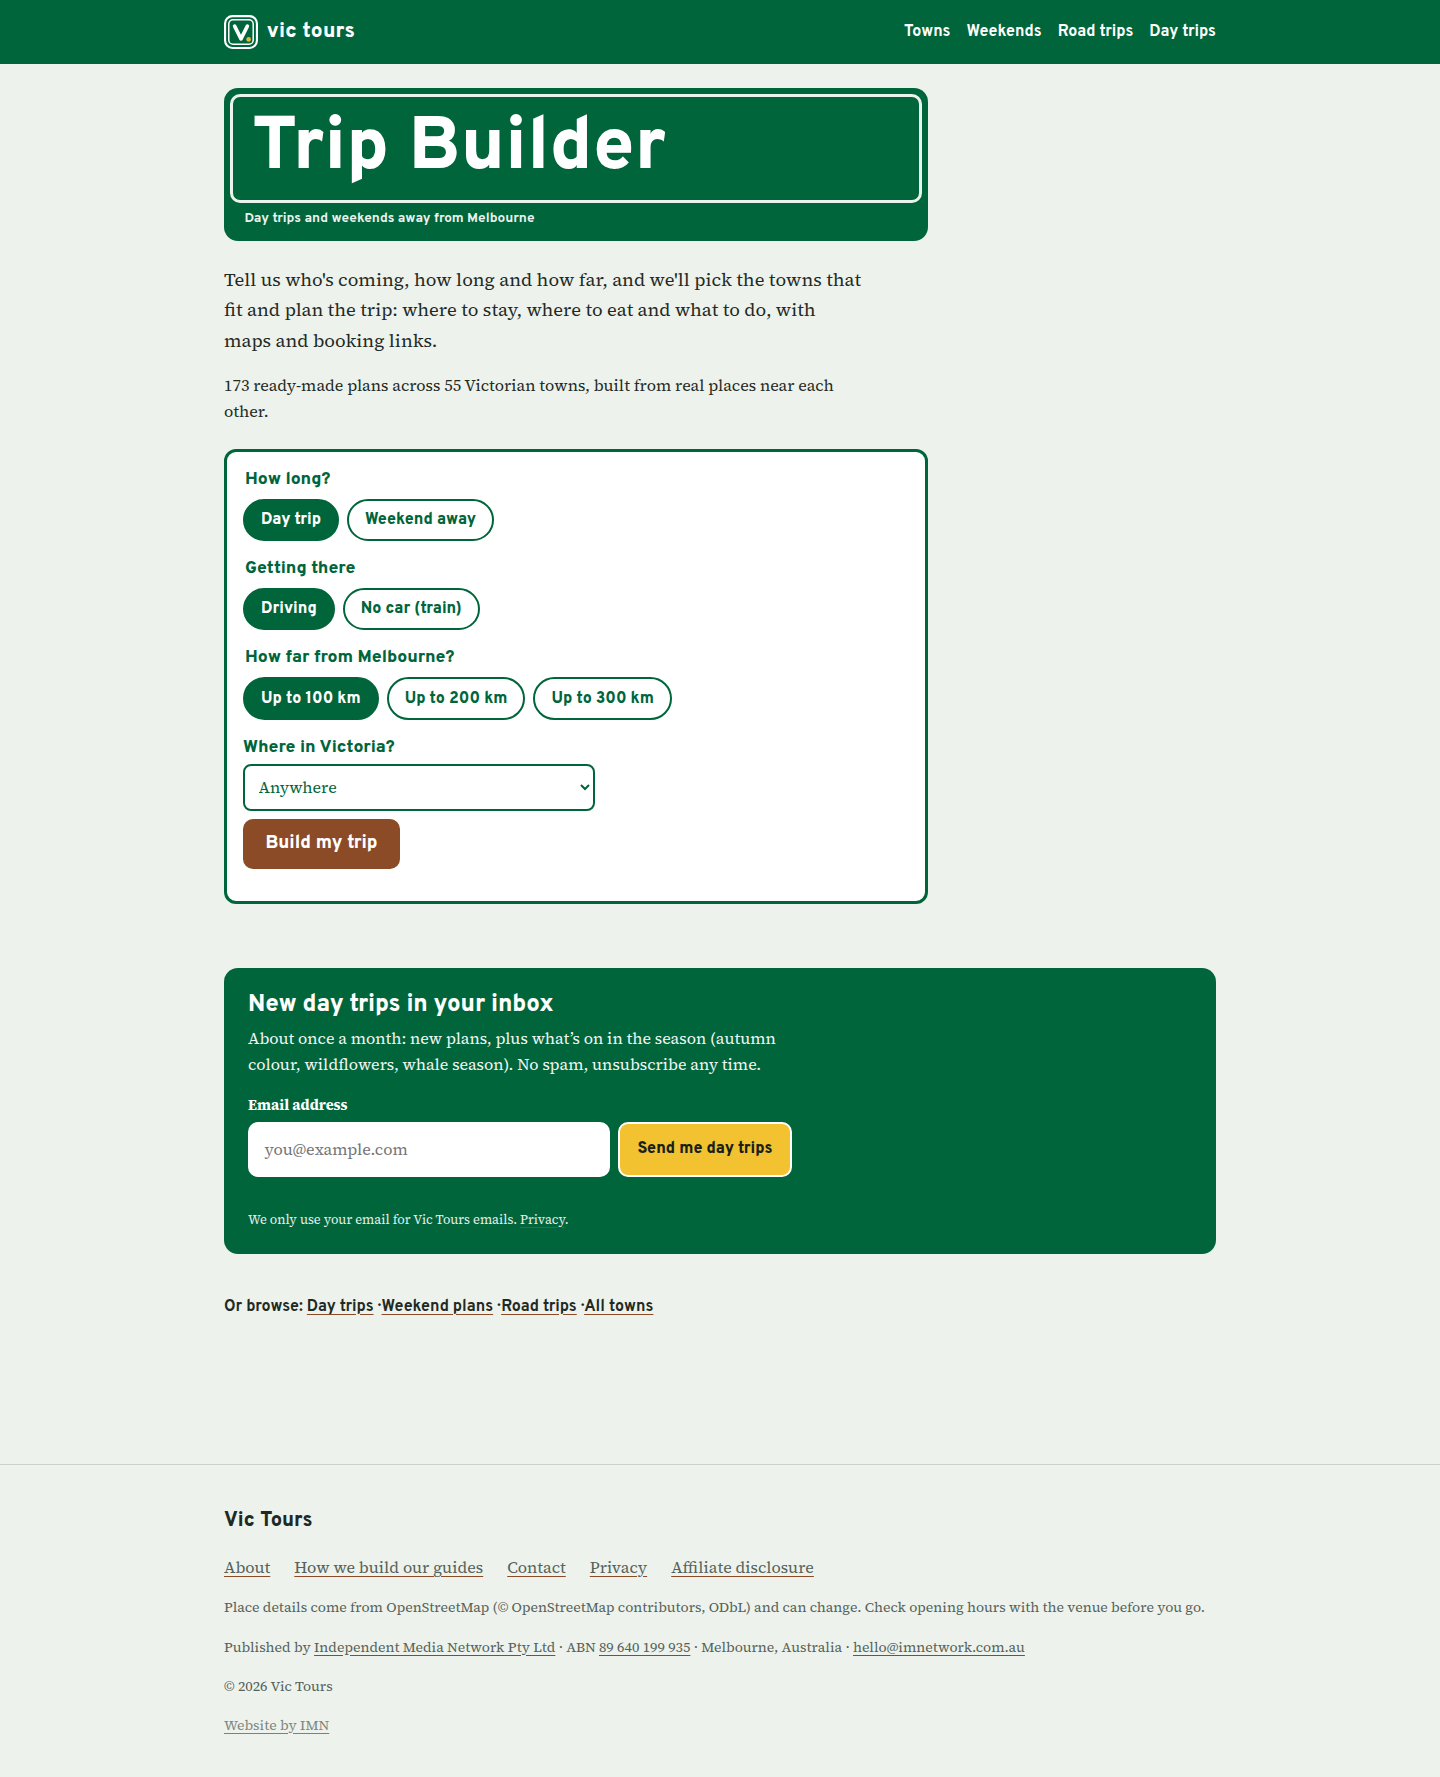 vic tours
Towns Weekends Road trips Day trips
Trip Builder
Day trips and weekends away from Melbourne
Tell us who's coming, how long and how far, and we'll pick the towns that
fit and plan the trip: where to stay, where to eat and what to do, with
maps and booking links.
173 ready-made plans across 55 Victorian towns, built from real places near each
other.
How long?
Day trip Weekend away
Getting there
Driving No car (train)
How far from Melbourne?
Up to 100 km Up to 200 km Up to 300 km
Where in Victoria?
Anywhere
Build my trip
New day trips in your inbox
About once a month: new plans, plus what’s on in the season (autumn
colour, wildflowers, whale season). No spam, unsubscribe any time.
Email address
you@example.com Send me day trips
We only use your email for Vic Tours emails. Privacy.
Or browse: Day trips ·Weekend plans ·Road trips ·All towns
Vic Tours
About How we build our guides Contact Privacy Affiliate disclosure
Place details come from OpenStreetMap (© OpenStreetMap contributors, ODbL) and can change. Check opening hours with the venue before you go.
Published by Independent Media Network Pty Ltd · ABN 89 640 199 935 · Melbourne, Australia · hello@imnetwork.com.au
© 2026 Vic Tours
Website by IMN